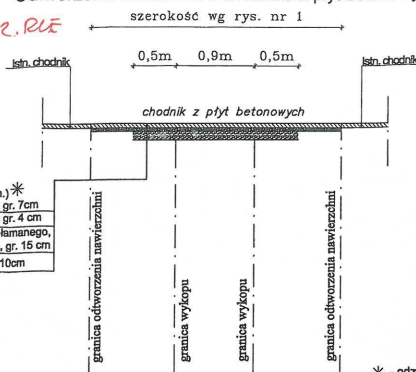 szerokość wg rys. nr 1
2. RLE
0,5m 0,9m 0,5m
Istn. chodnik
Istn. chodnik
chodnik z płyt betonowych
m.) *
gr. 7cm
gr. 4 cm
łamanego,
, gr. 15 cm
10cm
granica odtworzenia nawierzchni
granica wykopu
granica wykopu
granica odtworzenia nawierzchni